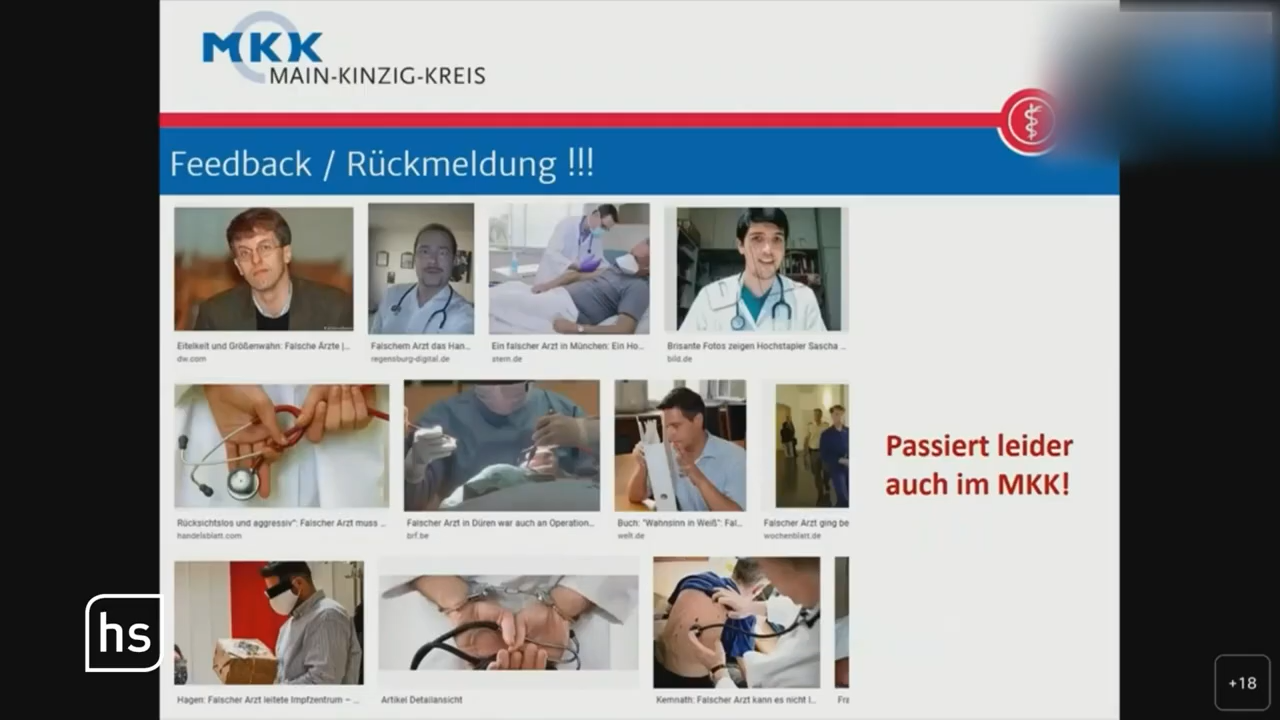 MKK
MAIN-KINZIG-KREIS
Feedback / Rückmeldung !!!
Eitelkeit und Größenwahn: Falsche Ärzte |...
dw.com
Falschem Arzt das Han...
regensburg-digital.de
Ein falscher Arzt in München: Ein Ho...
stern.de
Brisante Fotos zeigen Hochstapler Sascha ...
bild.de
Rücksichtslos und aggressiv": Falscher Arzt muss ...
handelsblatt.com
Falscher Arzt in Düren war auch an Operation...
brf.be
Buch: "Wahnsinn in Weiß": Fal...
welt.de
Falscher Arzt ging be
wochenblatt.de
Passiert leider
auch im MKK!
Hagen: Falscher Arzt leitete Impfzentrum – ...
Artikel Detailansicht
Kemnath: Falscher Arzt kann es nicht l...
Fra
hs
+18